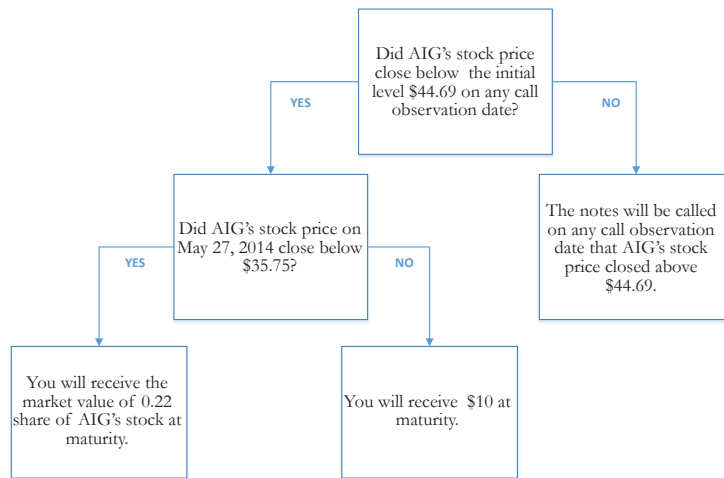 Did AIG's stock price
close below the initial
level $44.69 on any call
observation date?
YES
NO
Did AIG's stock price on
May 27, 2014 close below
$35.75?
The notes will be called
on any call observation
date that AIG's stock
price closed above
$44.69.
YES
NO
You will receive the
market value of 0.22
share of AIG's stock at
maturity.
You will receive $10 at
maturity.